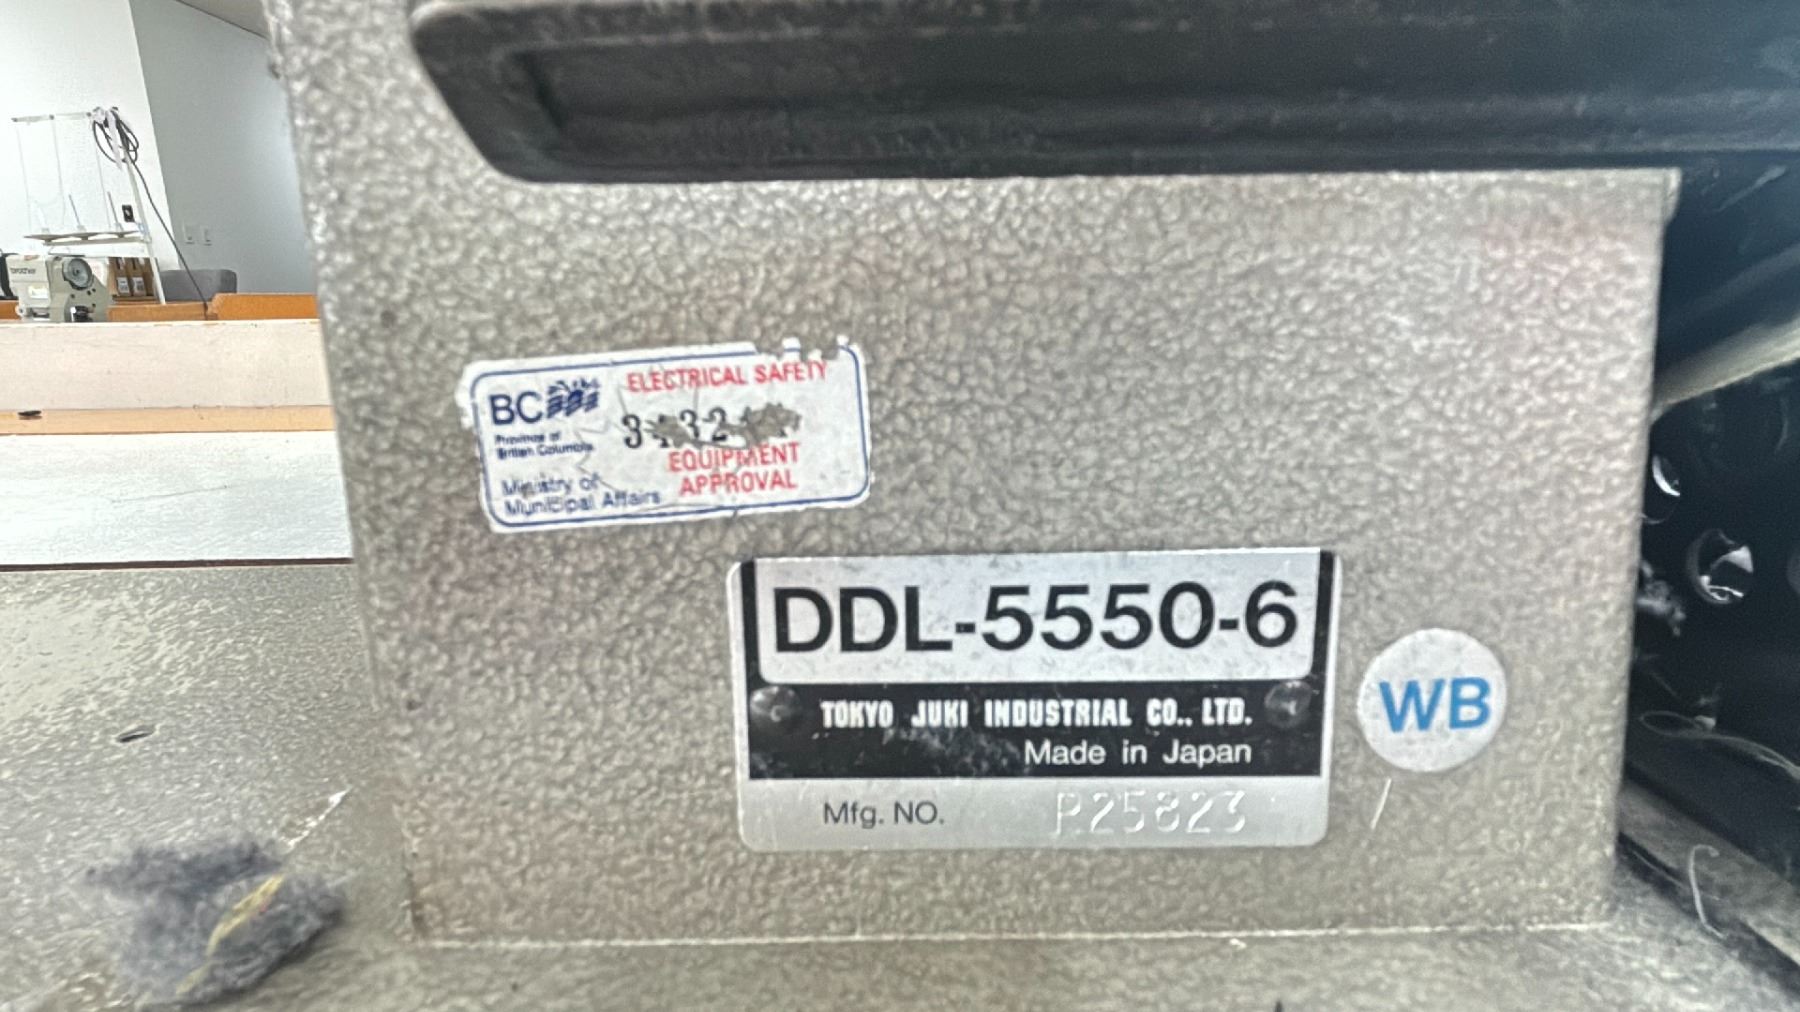 brother
BC
ELECTRICAL SAFETY
Province of
British Columbia
EQUIPMENT
APPROVAL
Ministry of
Municipal Affairs
DDL-5550-6
TOKYO JUKI INDUSTRIAL CO., LTD.
Made in Japan
Mfg. NO. P25823
WB